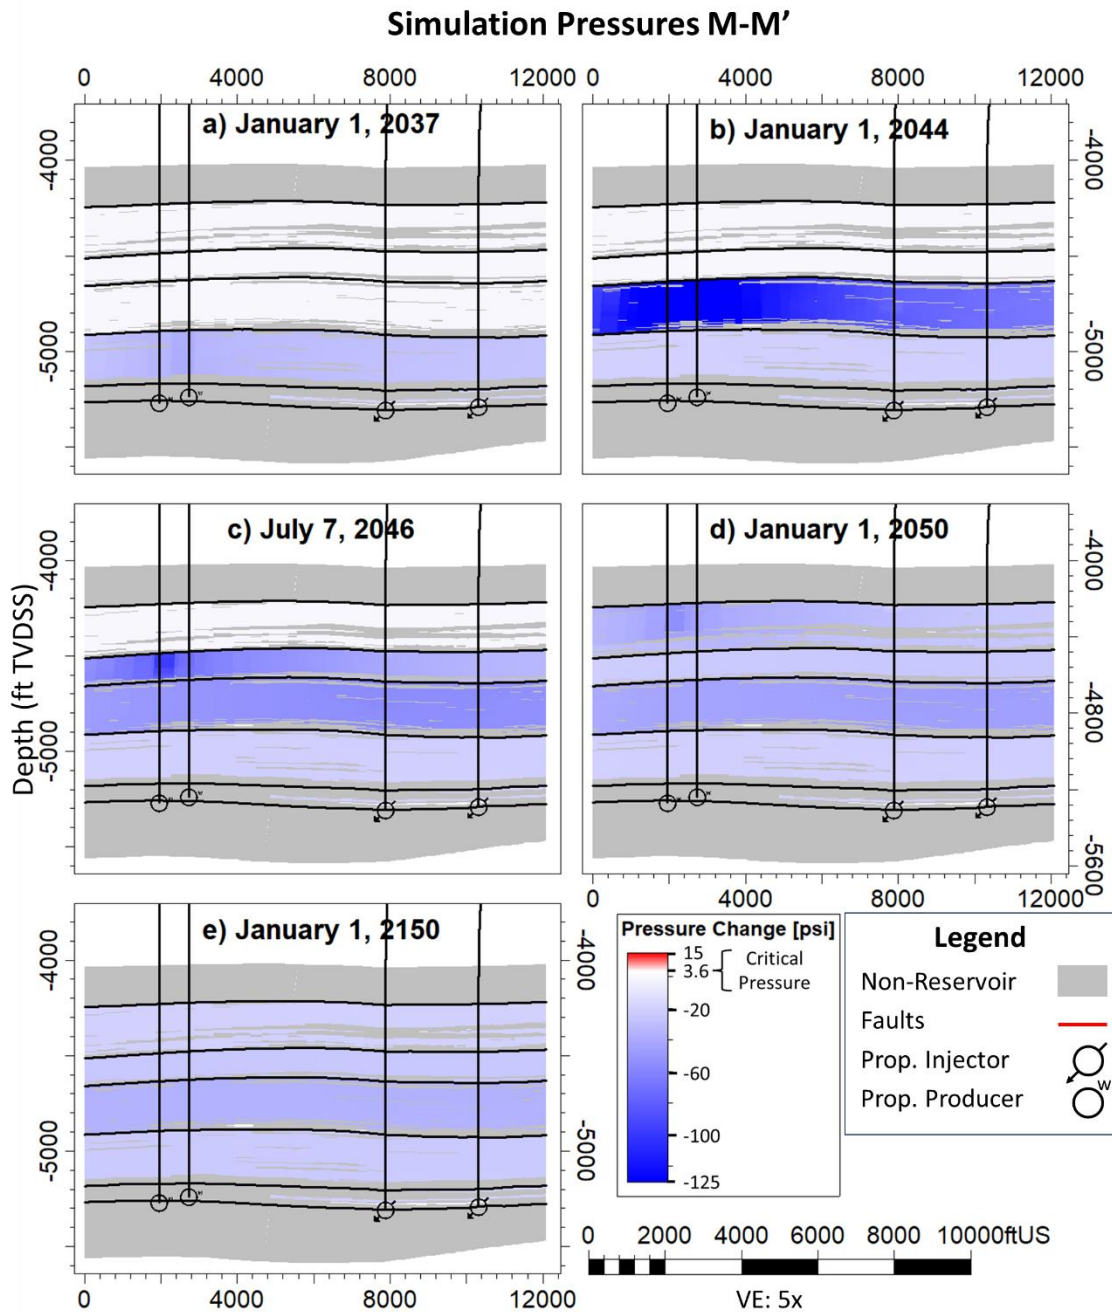 Simulation Pressures M-M’
0 4000 8000 12000 0 4000 8000 12000
a) January 1, 2037
b) January 1, 2044
-4000
-5000
-4000
-5000
w w
w w
c) July 7, 2046
d) January 1, 2050
Depth (ft TVDSS)
-4000
-5000
-4000
-4800
-5600
w w
w w
0 4000 8000 12000
e) January 1, 2150
-4000
-5000
-4000
-5000
w w
0 4000 8000 12000
Pressure Change [psi]
15
3.6
-20
-60
-100
-125
Critical
Pressure
Legend
Non-Reservoir
Faults
Prop. Injector
Prop. Producer
w
0 2000 4000 6000 8000 10000ftUS
VE: 5x